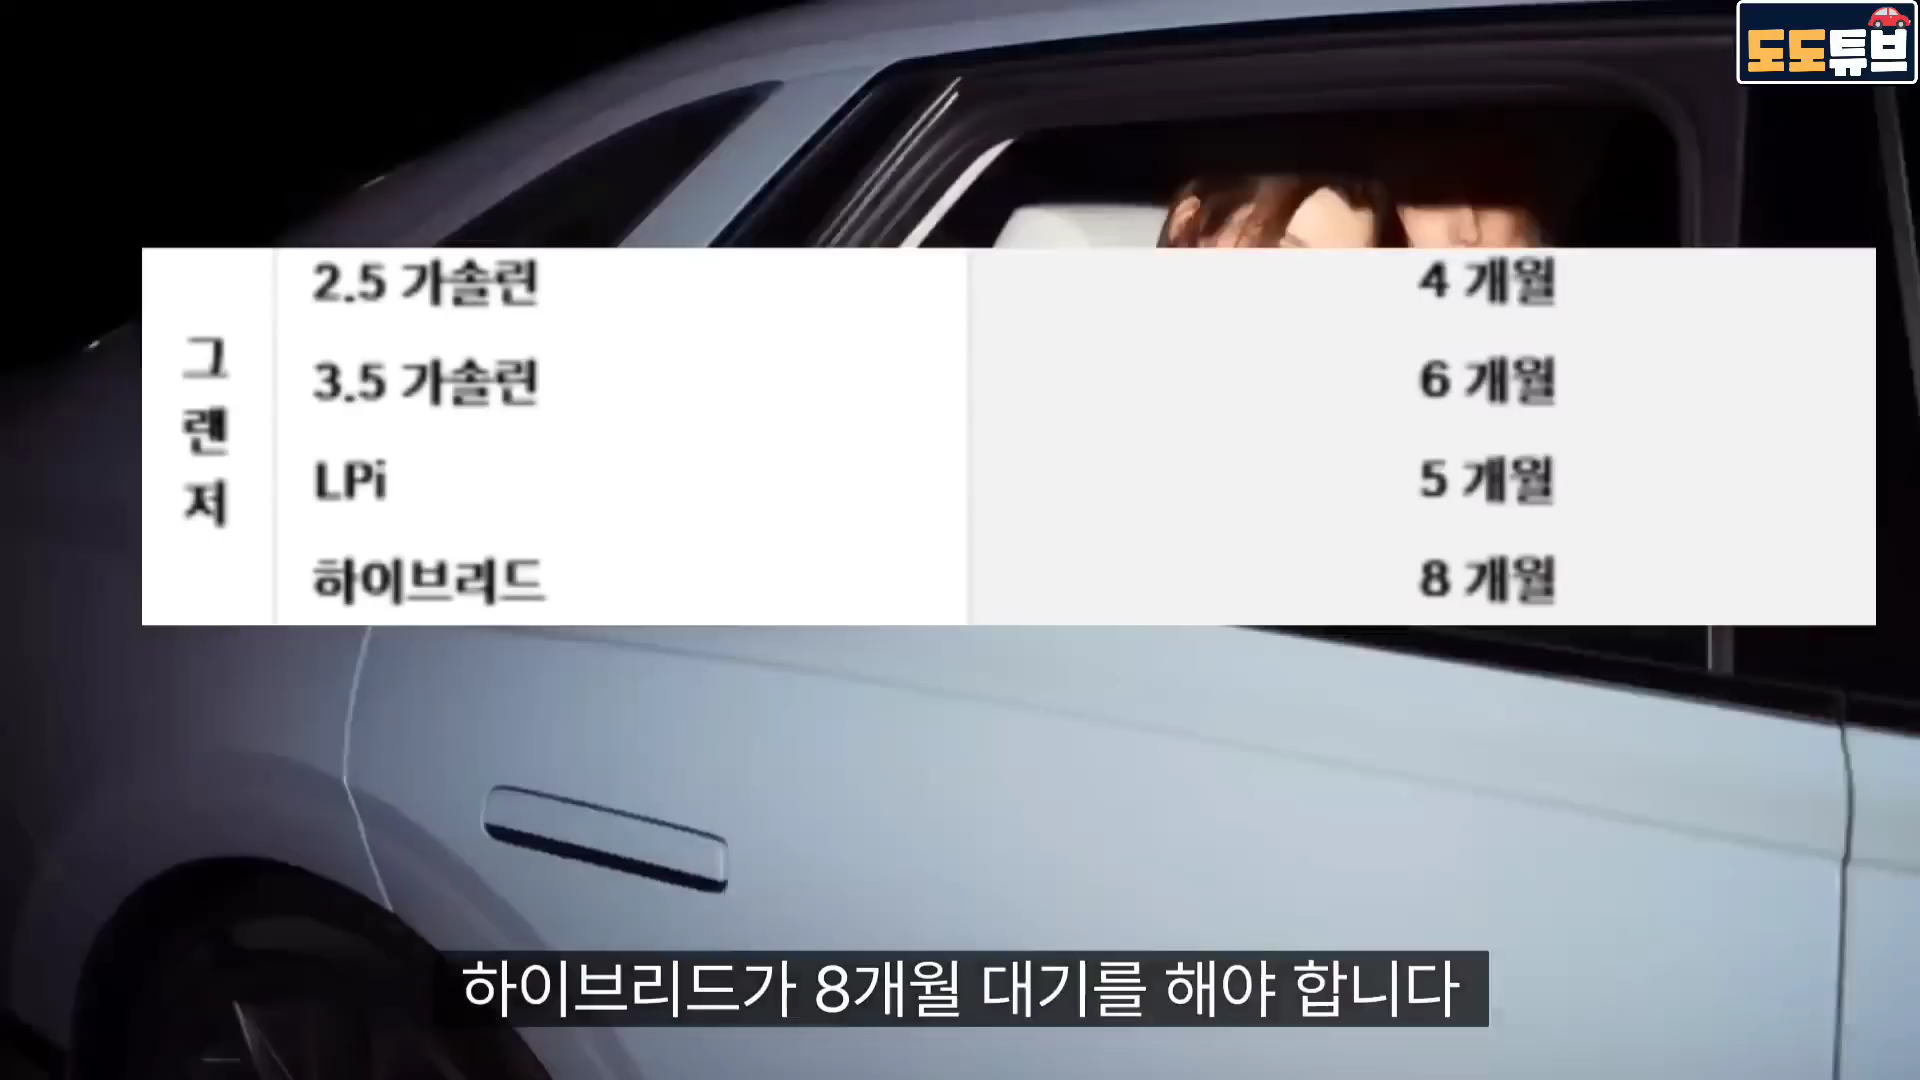 도도튜브
그렌저
2.5 가솔린 4 개월
3.5 가솔린 6 개월
LPi 5 개월
하이브리드 8 개월
하이브리드가 8개월 대기를 해야 합니다